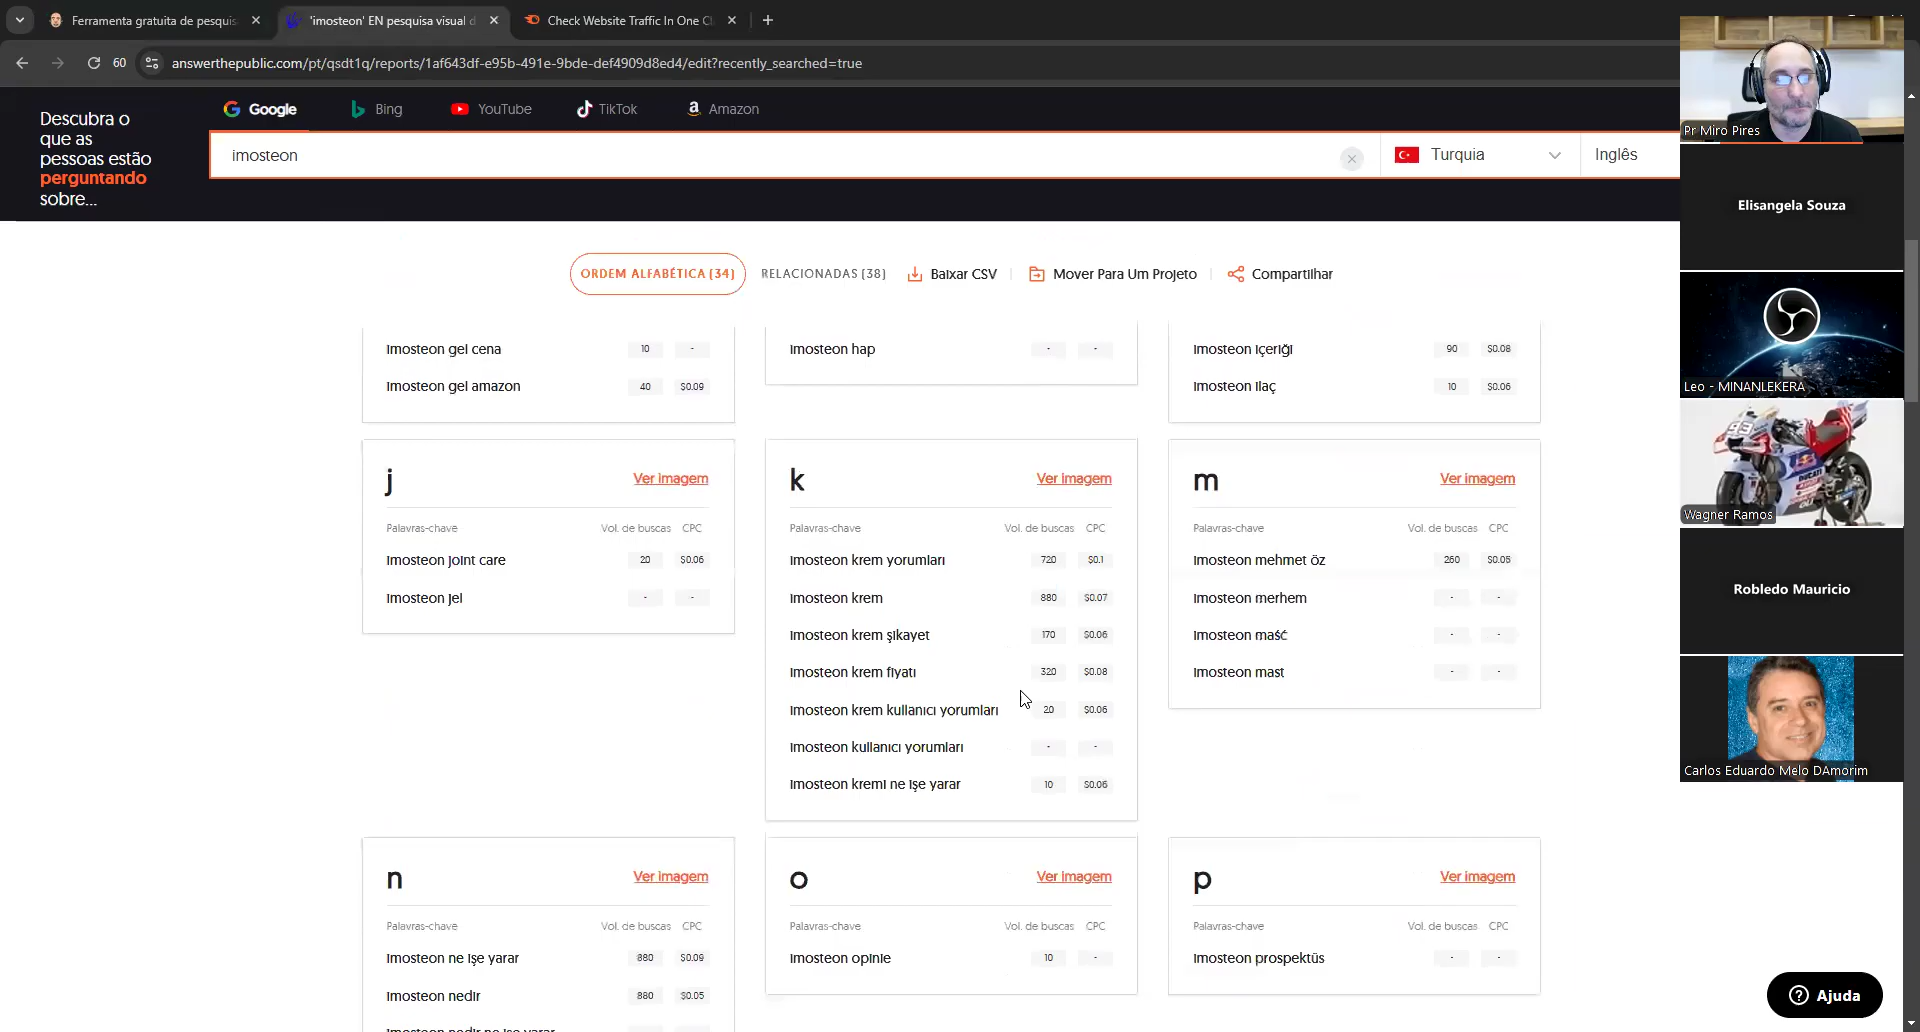 Ferramenta gratuita de pesquis
'imosteon' EN pesquisa visual d
Check Website Traffic In One Cl
60
answerthepublic.com/pt/qsdt1q/reports/1af643df-e95b-491e-9bde-def4909d8ed4/edit?recently_searched=true
Descubra o
que as
pessoas estão
perguntando
sobre...
Google
Bing
YouTube
TikTok
Amazon
imosteon
Turquia
Inglês
ORDEM ALFABÉTICA (34)
RELACIONADAS (38)
Baixar CSV
Mover Para Um Projeto
Compartilhar
imosteon gel cena 10 -
imosteon gel amazon 40 $0.09
imosteon hap - -
imosteon içeriği 90 $0.08
imosteon ilaç 10 $0.06
j Ver imagem
Palavras-chave Vol. de buscas CPC
imosteon joint care 20 $0.06
imosteon jel - -
k Ver imagem
Palavras-chave Vol. de buscas CPC
imosteon krem yorumları 720 $0.1
imosteon krem 880 $0.07
imosteon krem şikayet 170 $0.06
imosteon krem fiyatı 320 $0.08
imosteon krem kullanıcı yorumları 20 $0.06
imosteon kullanıcı yorumları - -
imosteon kremi ne işe yarar 10 $0.06
m Ver imagem
Palavras-chave Vol. de buscas CPC
imosteon mehmet öz 260 $0.05
imosteon merhem - -
imosteon maść - -
imosteon mast - -
n Ver imagem
Palavras-chave Vol. de buscas CPC
imosteon ne işe yarar 880 $0.09
imosteon nedir 880 $0.05
imosteon nedir ne işe yarar
o Ver imagem
Palavras-chave Vol. de buscas CPC
imosteon opinie 10 -
p Ver imagem
Palavras-chave Vol. de buscas CPC
imosteon prospektüs - -
Pr Miro Pires
Elisangela Souza
Leo - MINANLEKERA
93
Wagner Ramos
Robledo Mauricio
Carlos Eduardo Melo DAmorim
Ajuda